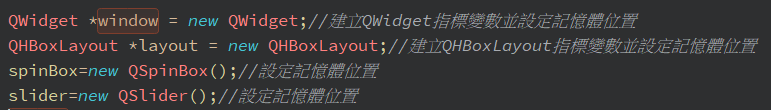 QWidget *window = new QWidget;//建立QWidget指標變數並設定記憶體位置
QHBoxLayout *layout = new QHBoxLayout;//建立QHBoxLayout指標變數並設定記憶體位置
spinBox=new QSpinBox();//設定記憶體位置
slider=new QSlider();//設定記憶體位置